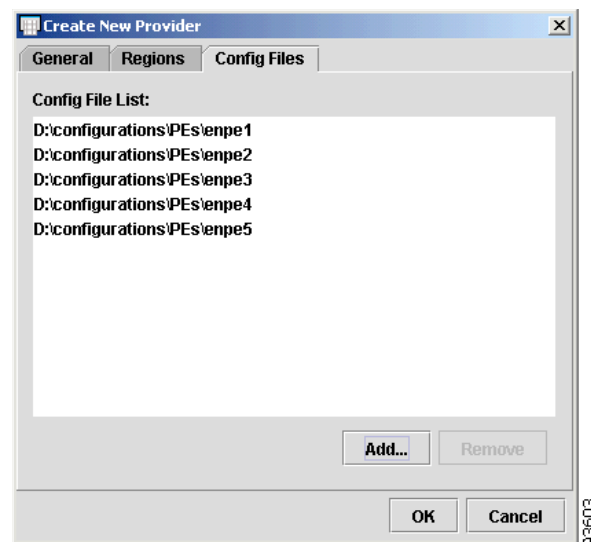 Create New Provider
General Regions Config Files
Config File List:
D:\configurations\PEs\enpe1
D:\configurations\PEs\enpe2
D:\configurations\PEs\enpe3
D:\configurations\PEs\enpe4
D:\configurations\PEs\enpe5
Add... Remove
OK Cancel
93603